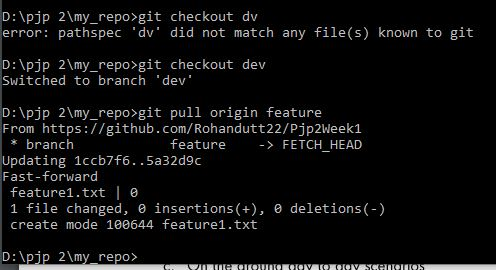 D:\pjp 2\my_repo>git checkout dv
error: pathspec 'dv' did not match any file(s) known to git
D:\pjp 2\my_repo>git checkout dev
Switched to branch 'dev'
D:\pjp 2\my_repo>git pull origin feature
From https://github.com/Rohandutt22/Pjp2Week1
 * branch            feature    -> FETCH_HEAD
Updating 1ccb7f6..5a32d9c
Fast-forward
 feature1.txt | 0
 1 file changed, 0 insertions(+), 0 deletions(-)
 create mode 100644 feature1.txt
D:\pjp 2\my_repo>
c. On the ground day to day scenarios